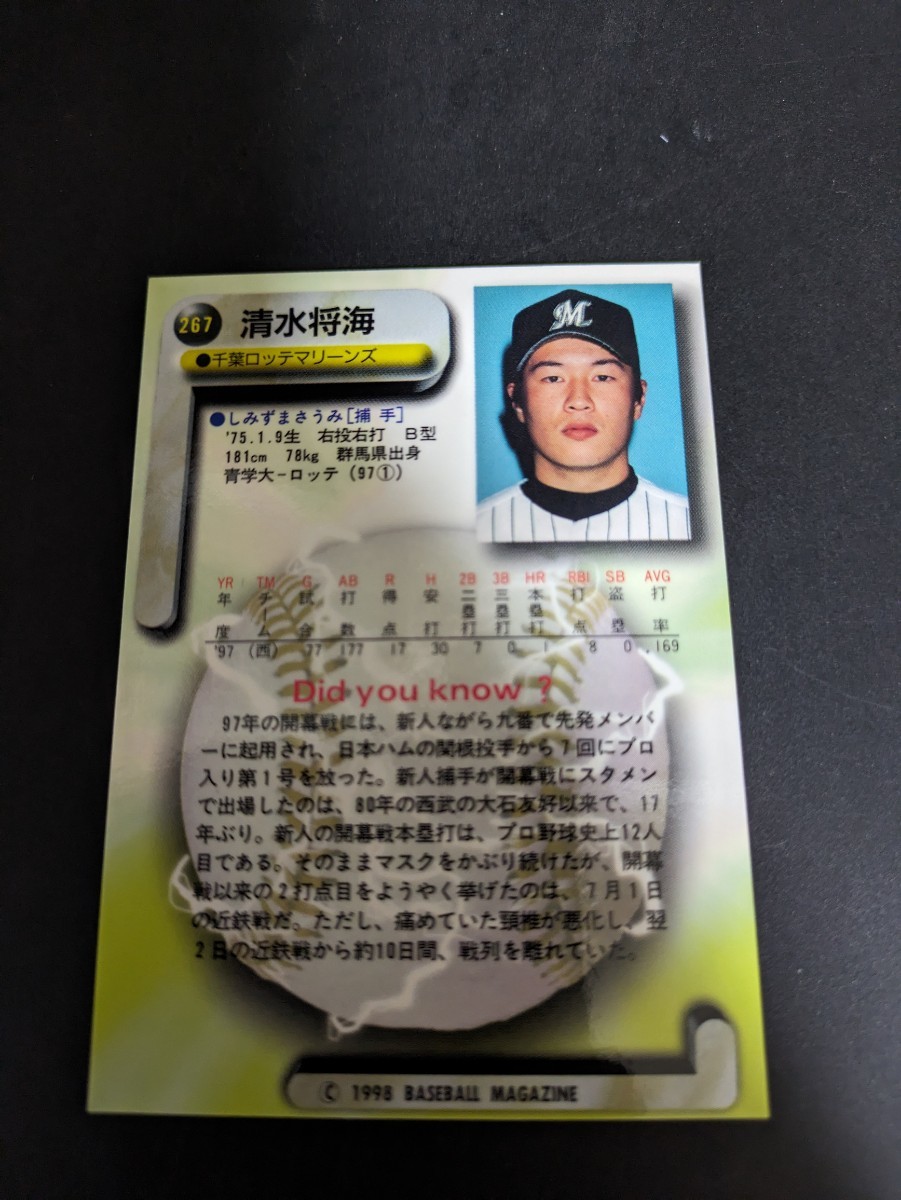 267 清水将海
●千葉ロッテマリーンズ
M
●しみずまさうみ[捕 手]
'75.1.9生 右投右打 B型
181cm 78kg 群馬県出身
青学大−ロッテ（97①）
YR TM G AB R H 2B 3B HR RBI SB AVG
年度 チーム 試合 打数 得点 安打 二塁打 三塁打 本塁打 打点 盗塁 打率
'97 (西) 77 177 17 30 7 0 1 8 0 .169
Did you know ?
97年の開幕戦には、新人ながら九番で先発メンバ
ーに起用され、日本ハムの関根投手から7回にプロ
入り第1号を放った。新人捕手が開幕戦にスタメン
で出場したのは、80年の西武の大石友好以来で、17
年ぶり。新人の開幕戦本塁打は、プロ野球史上12人
目である。そのままマスクをかぶり続けたが、開幕
戦以来の2打点目をようやく挙げたのは、7月1日
の近鉄戦だ。ただし、痛めていた頸椎が悪化し、翌
2日の近鉄戦から約10日間、戦列を離れていた。
© 1998 BASEBALL MAGAZINE